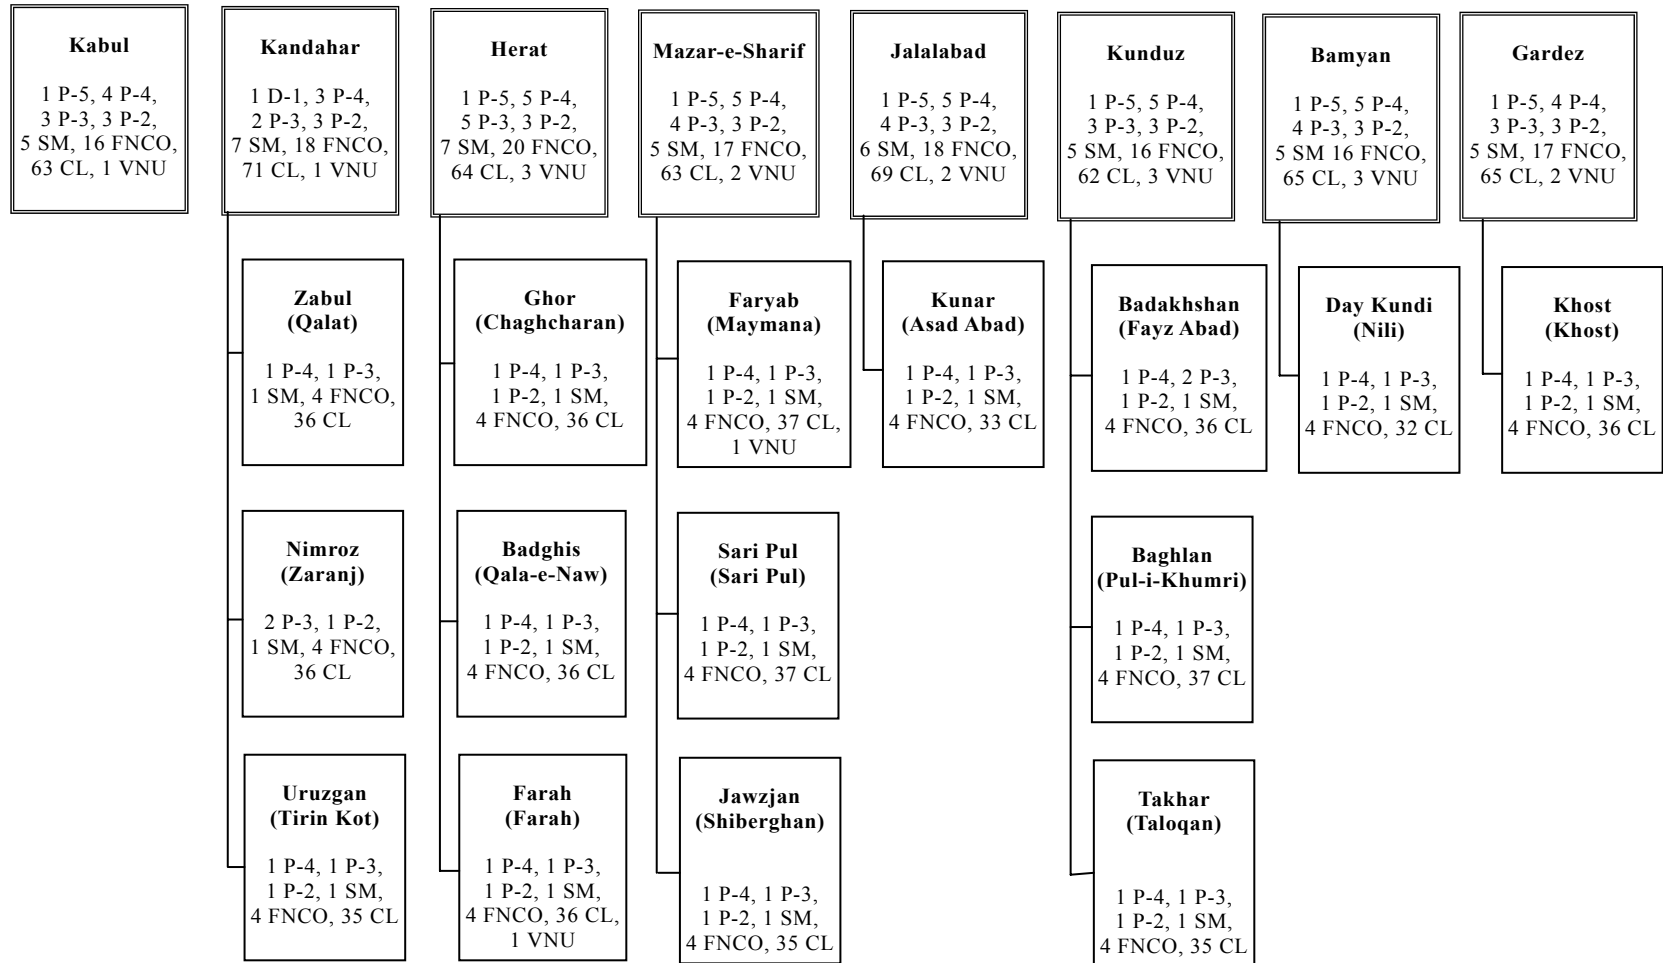 Kabul
1 P-5, 4 P-4,
3 P-3, 3 P-2,
5 SM, 16 FNCO,
63 CL, 1 VNU
Kandahar
1 D-1, 3 P-4,
2 P-3, 3 P-2,
7 SM, 18 FNCO,
71 CL, 1 VNU
Herat
1 P-5, 5 P-4,
5 P-3, 3 P-2,
7 SM, 20 FNCO,
64 CL, 3 VNU
Mazar-e-Sharif
1 P-5, 5 P-4,
4 P-3, 3 P-2,
5 SM, 17 FNCO,
63 CL, 2 VNU
Jalalabad
1 P-5, 5 P-4,
4 P-3, 3 P-2,
6 SM, 18 FNCO,
69 CL, 2 VNU
Kunduz
1 P-5, 5 P-4,
3 P-3, 3 P-2,
5 SM, 16 FNCO,
62 CL, 3 VNU
Bamyan
1 P-5, 5 P-4,
4 P-3, 3 P-2,
5 SM 16 FNCO,
65 CL, 3 VNU
Gardez
1 P-5, 4 P-4,
3 P-3, 3 P-2,
5 SM, 17 FNCO,
65 CL, 2 VNU
Zabul
(Qalat)
1 P-4, 1 P-3,
1 SM, 4 FNCO,
36 CL
Ghor
(Chaghcharan)
1 P-4, 1 P-3,
1 P-2, 1 SM,
4 FNCO, 36 CL
Faryab
(Maymana)
1 P-4, 1 P-3,
1 P-2, 1 SM,
4 FNCO, 37 CL,
1 VNU
Kunar
(Asad Abad)
1 P-4, 1 P-3,
1 P-2, 1 SM,
4 FNCO, 33 CL
Badakhshan
(Fayz Abad)
1 P-4, 2 P-3,
1 P-2, 1 SM,
4 FNCO, 36 CL
Day Kundi
(Nili)
1 P-4, 1 P-3,
1 P-2, 1 SM,
4 FNCO, 32 CL
Khost
(Khost)
1 P-4, 1 P-3,
1 P-2, 1 SM,
4 FNCO, 36 CL
Nimroz
(Zaranj)
2 P-3, 1 P-2,
1 SM, 4 FNCO,
36 CL
Badghis
(Qala-e-Naw)
1 P-4, 1 P-3,
1 P-2, 1 SM,
4 FNCO, 36 CL
Sari Pul
(Sari Pul)
1 P-4, 1 P-3,
1 P-2, 1 SM,
4 FNCO, 37 CL
Baghlan
(Pul-i-Khumri)
1 P-4, 1 P-3,
1 P-2, 1 SM,
4 FNCO, 37 CL
Uruzgan
(Tirin Kot)
1 P-4, 1 P-3,
1 P-2, 1 SM,
4 FNCO, 35 CL
Farah
(Farah)
1 P-4, 1 P-3,
1 P-2, 1 SM,
4 FNCO, 36 CL,
1 VNU
Jawzjan
(Shiberghan)
1 P-4, 1 P-3,
1 P-2, 1 SM,
4 FNCO, 35 CL
Takhar
(Taloqan)
1 P-4, 1 P-3,
1 P-2, 1 SM,
4 FNCO, 35 CL